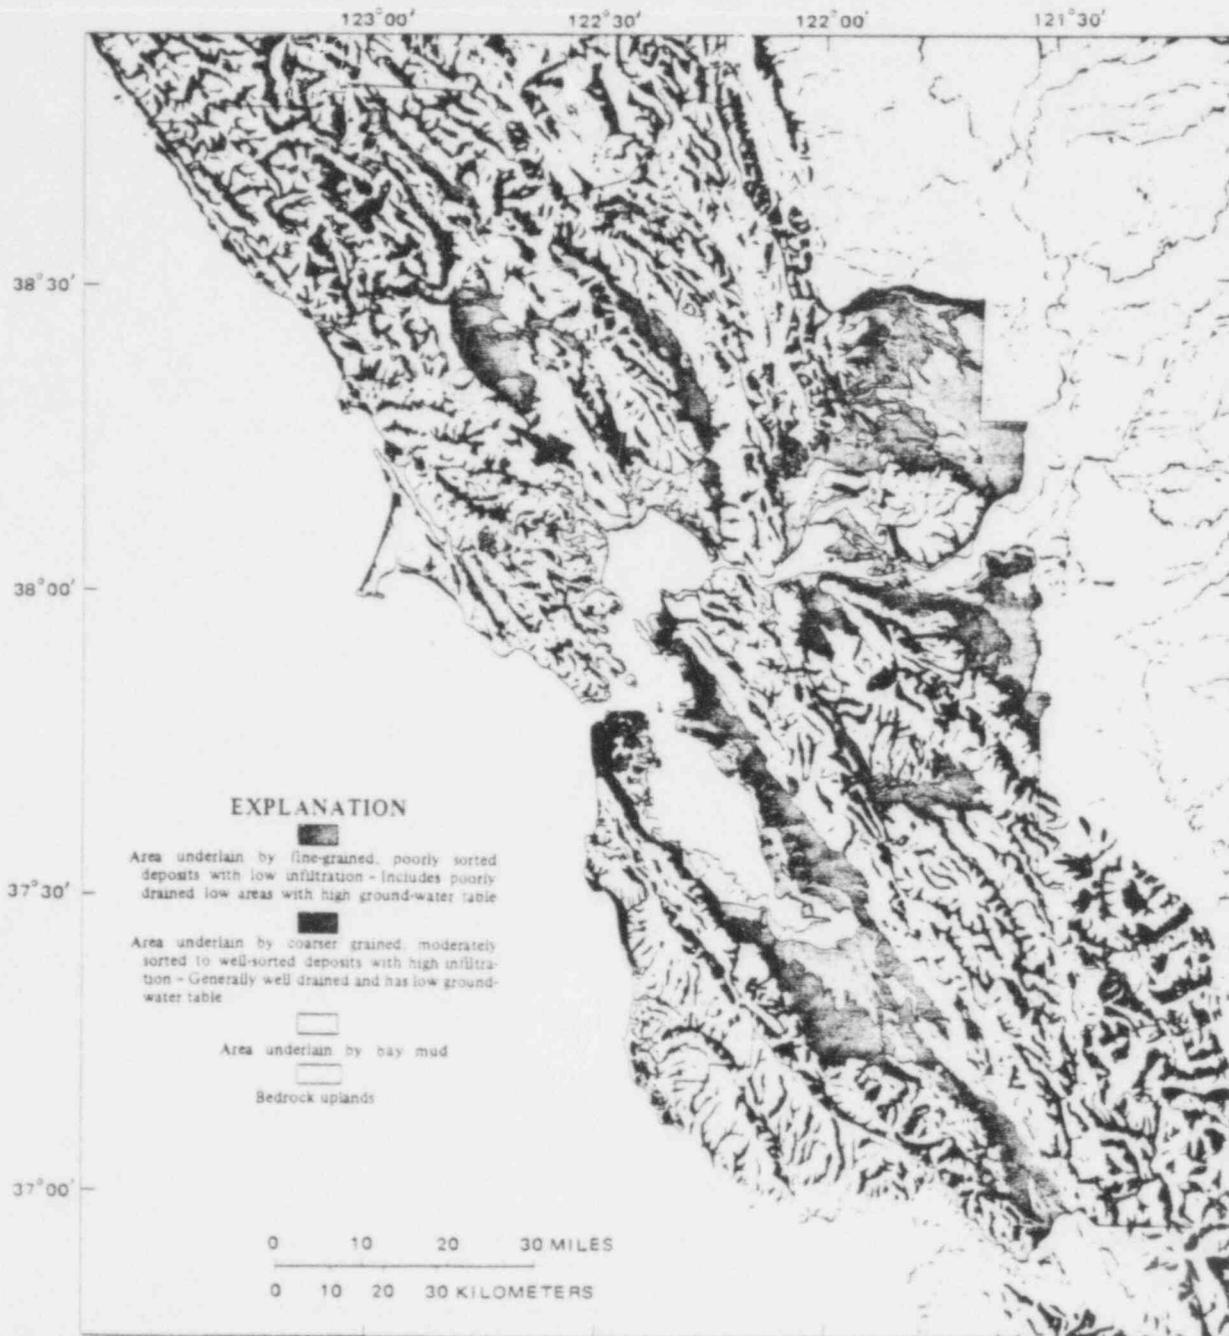 123°00' 122°30' 122°00' 121°30'
38°30'
38°00'
37°30'
37°00'
EXPLANATION
Area underlain by fine-grained, poorly sorted
deposits with low infiltration - Includes poorly
drained low areas with high ground-water table
Area underlain by coarser grained, moderately
sorted to well-sorted deposits with high infiltra-
tion - Generally well drained and has low ground-
water table
Area underlain by bay mud
Bedrock uplands
0 10 20 30 MILES
0 10 20 30 KILOMETERS